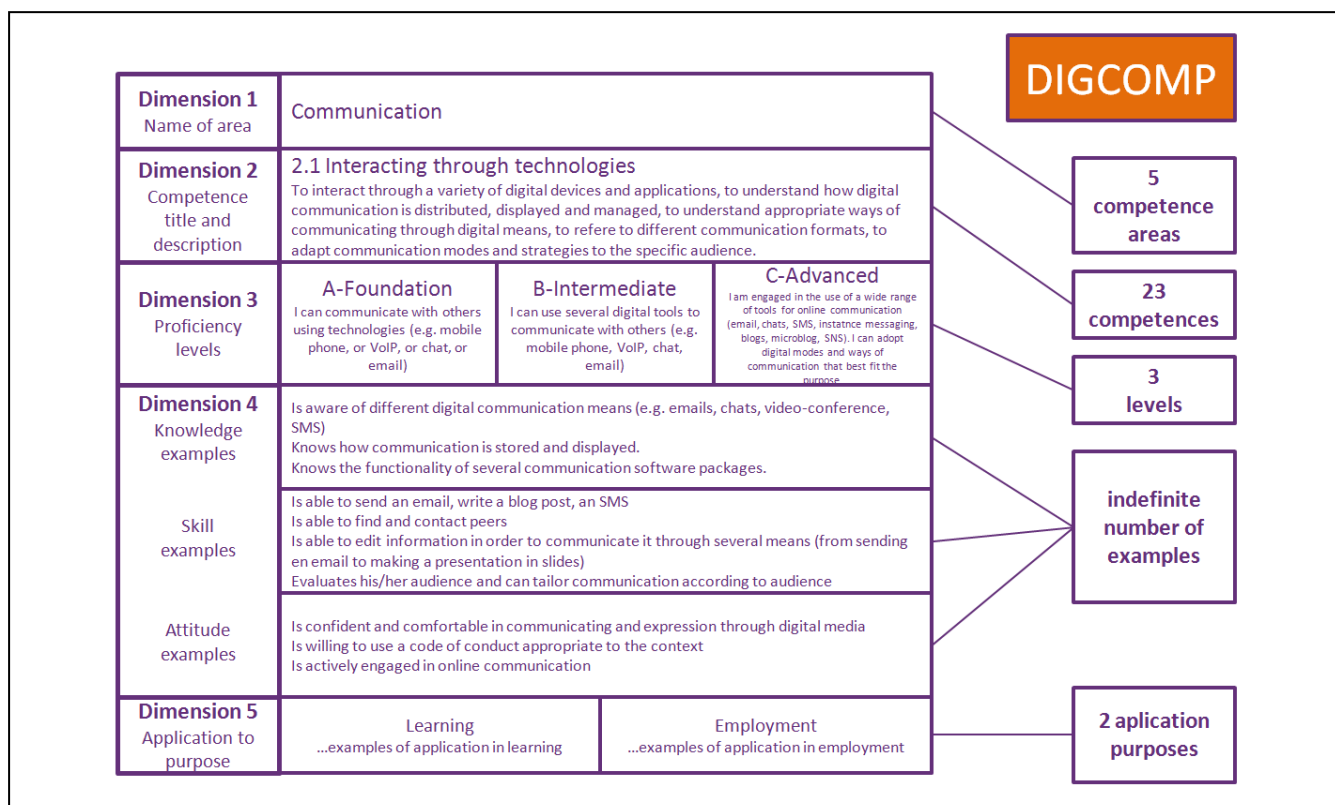 DIGCOMP
Dimension 1
Name of area
Communication
5
competence
areas
Dimension 2
Competence
title and
description
2.1 Interacting through technologies
To interact through a variety of digital devices and applications, to understand how digital
communication is distributed, displayed and managed, to understand appropriate ways of
communicating through digital means, to refere to different communication formats, to
adapt communication modes and strategies to the specific audience.
23
competences
Dimension 3
Proficiency
levels
A-Foundation
I can communicate with others
using technologies (e.g. mobile
phone, or VoIP, or chat, or
email)
B-Intermediate
I can use several digital tools to
communicate with others (e.g.
mobile phone, VoIP, chat,
email)
C-Advanced
I am engaged in the use of a wide range
of tools for online communication
(email, chats, SMS, instatnce messaging,
blogs, microblog, SNS). I can adopt
digital modes and ways of
communication that best fit the
purpose
3
levels
Dimension 4
Knowledge
examples
Is aware of different digital communication means (e.g. emails, chats, video-conference,
SMS)
Knows how communication is stored and displayed.
Knows the functionality of several communication software packages.
Skill
examples
Is able to send an email, write a blog post, an SMS
Is able to find and contact peers
Is able to edit information in order to communicate it through several means (from sending
en email to making a presentation in slides)
Evaluates his/her audience and can tailor communication according to audience
indefinite
number of
examples
Attitude
examples
Is confident and comfortable in communicating and expression through digital media
Is willing to use a code of conduct appropriate to the context
Is actively engaged in online communication
Dimension 5
Application to
purpose
Learning
...examples of application in learning
Employment
...examples of application in employment
2 aplication
purposes